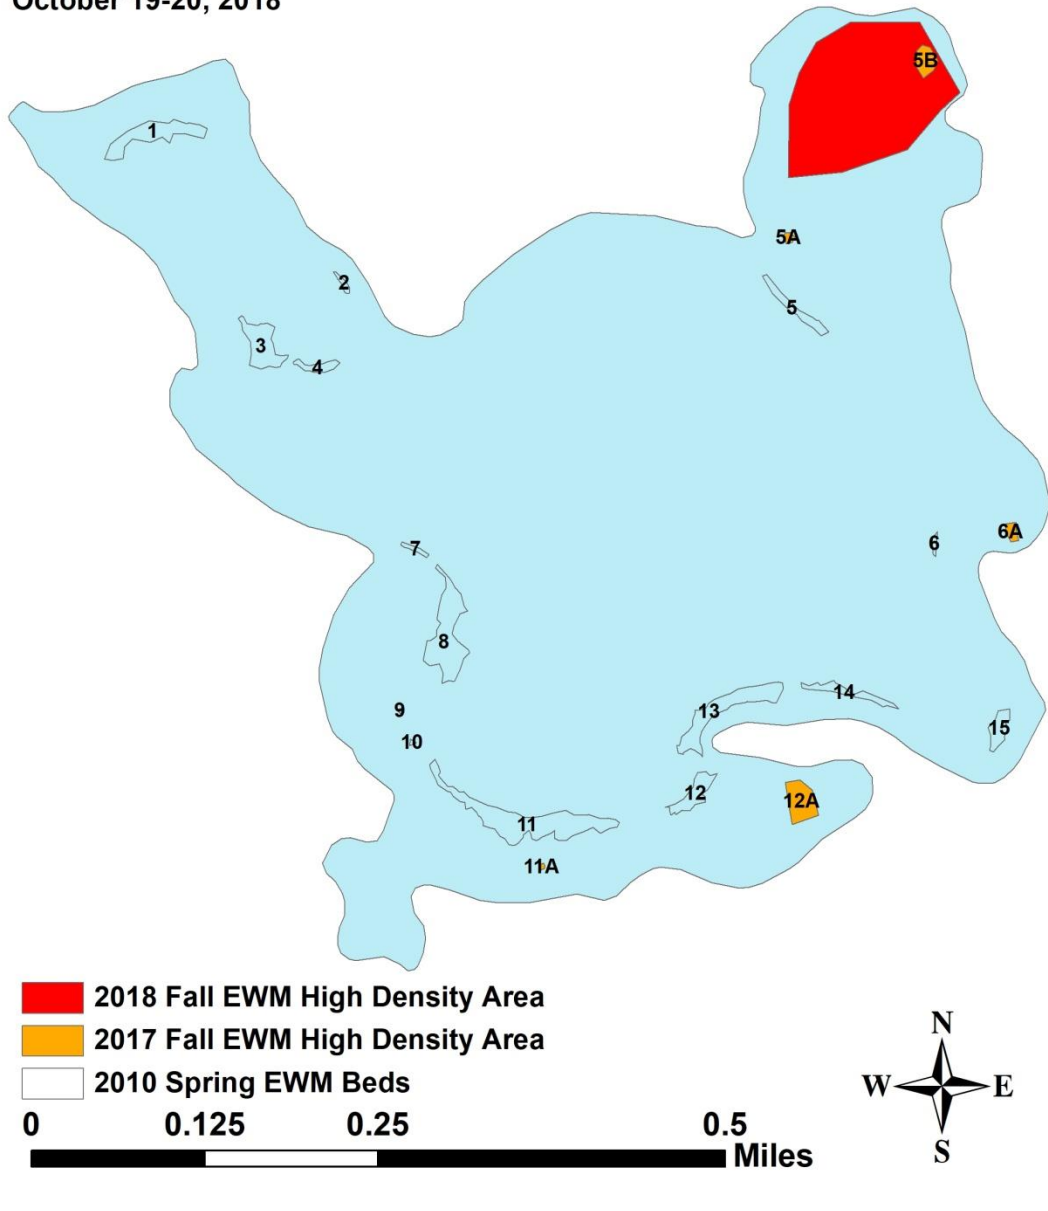 October 19-20, 2018
5B
1
5A
2
5
3
4
6A
6
7
8
14
9
13
15
10
12
12A
11
11A
2018 Fall EWM High Density Area
2017 Fall EWM High Density Area
2010 Spring EWM Beds
N
W E
S
0 0.125 0.25 0.5
Miles